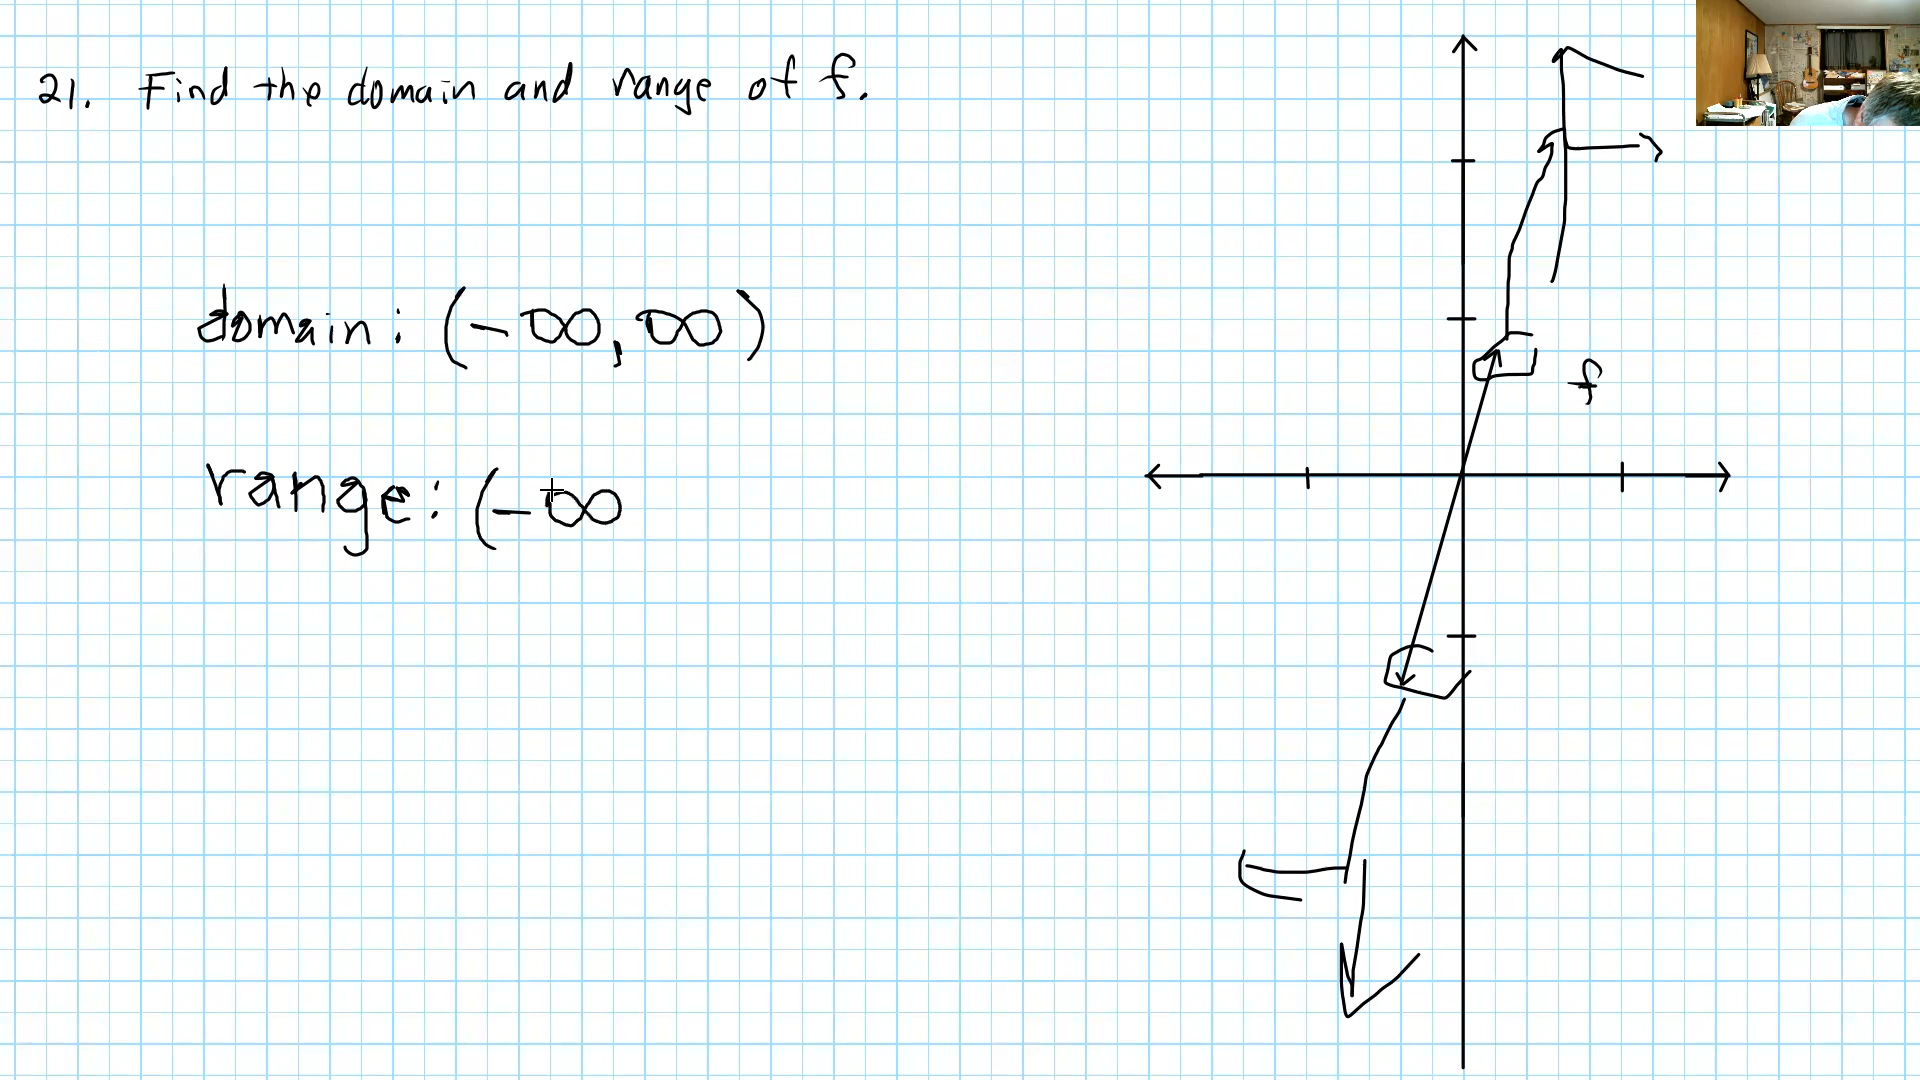 21. Find the domain and range of f.
domain: (-∞, ∞)
range: (-∞
f